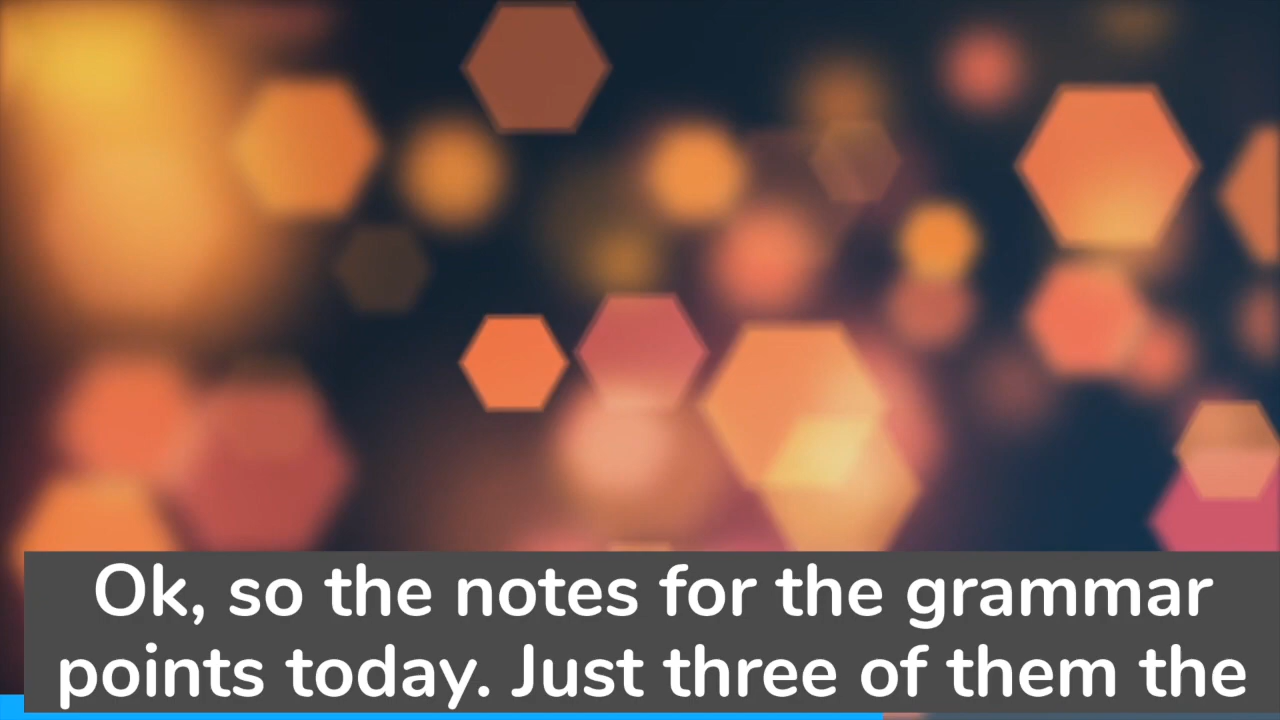 Ok, so the notes for the grammar
points today. Just three of them the